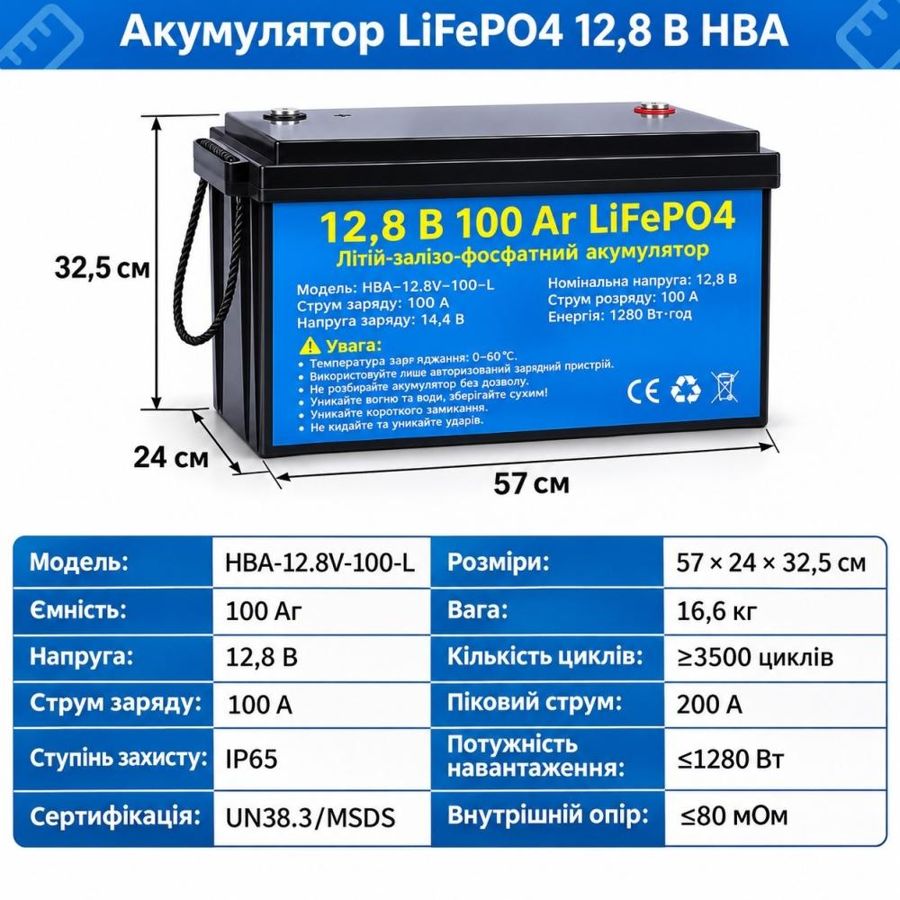 Акумулятор LiFePO4 12,8 В HBA
12,8 В 100 Аг LiFePO4
Літій-залізо-фосфатний акумулятор
Модель: HBA-12.8V-100-L
Струм заряду: 100 А
Напруга заряду: 14,4 В
Номінальна напруга: 12,8 В
Струм розряду: 100 А
Енергія: 1280 Вт·год
Увага:
• Температура заряджання: 0–60°C.
• Використовуйте лише авторизований зарядний пристрій.
• Не розбирайте акумулятор без дозволу.
• Уникайте вогню та води, зберігайте сухим!
• Уникайте короткого замикання.
• Не кидайте та уникайте ударів.
CE
32,5 см
24 см
57 см
Модель: HBA-12.8V-100-L
Розміри: 57 × 24 × 32,5 см
Ємність: 100 Аг
Вага: 16,6 кг
Напруга: 12,8 В
Кількість циклів: ≥3500 циклів
Струм заряду: 100 А
Піковий струм: 200 А
Ступінь захисту: IP65
Потужність
навантаження: ≤1280 Вт
Сертифікація: UN38.3/MSDS
Внутрішній опір: ≤80 мОм